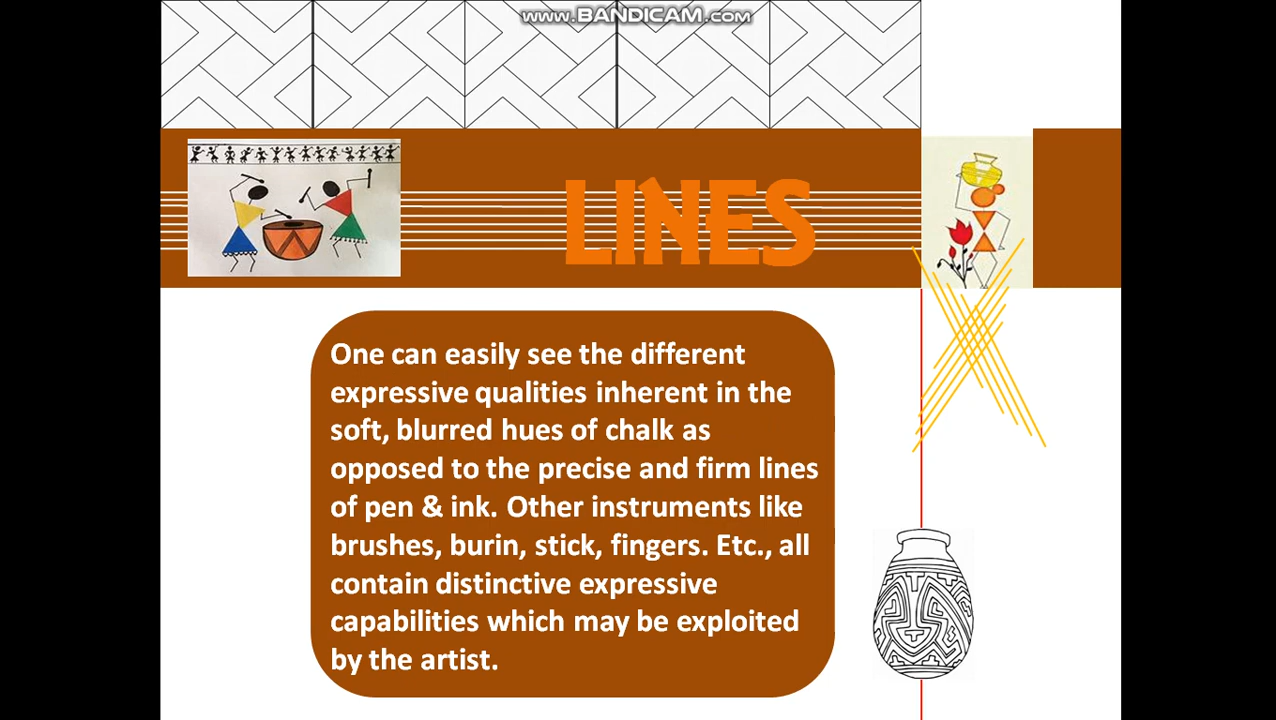 www.BANDICAM.com
LINES
One can easily see the different
expressive qualities inherent in the
soft, blurred hues of chalk as
opposed to the precise and firm lines
of pen & ink. Other instruments like
brushes, burin, stick, fingers. Etc., all
contain distinctive expressive
capabilities which may be exploited
by the artist.